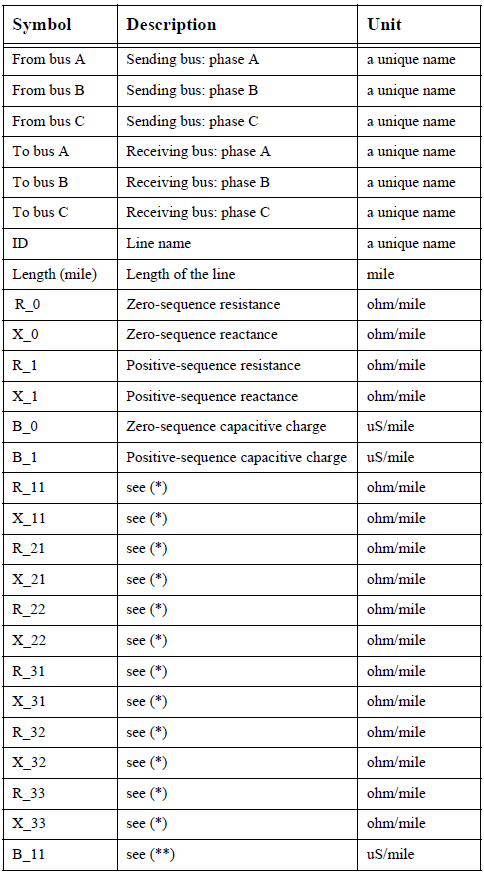 Symbol Description Unit
From bus A Sending bus: phase A a unique name
From bus B Sending bus: phase B a unique name
From bus C Sending bus: phase C a unique name
To bus A Receiving bus: phase A a unique name
To bus B Receiving bus: phase B a unique name
To bus C Receiving bus: phase C a unique name
ID Line name a unique name
Length (mile) Length of the line mile
R_0 Zero-sequence resistance ohm/mile
X_0 Zero-sequence reactance ohm/mile
R_1 Positive-sequence resistance ohm/mile
X_1 Positive-sequence reactance ohm/mile
B_0 Zero-sequence capacitive charge uS/mile
B_1 Positive-sequence capacitive charge uS/mile
R_11 see (*) ohm/mile
X_11 see (*) ohm/mile
R_21 see (*) ohm/mile
X_21 see (*) ohm/mile
R_22 see (*) ohm/mile
X_22 see (*) ohm/mile
R_31 see (*) ohm/mile
X_31 see (*) ohm/mile
R_32 see (*) ohm/mile
X_32 see (*) ohm/mile
R_33 see (*) ohm/mile
X_33 see (*) ohm/mile
B_11 see (**) uS/mile